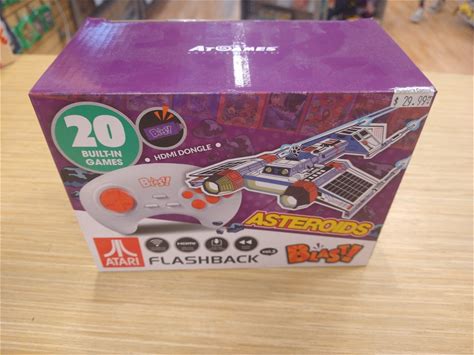 ATGAMES
$ 29.99
20
BUILT-IN
GAMES
Blast!
• HDMI DONGLE •
BLAST!
ASTEROIDS
ATARI
FLASHBACK
BLAST!